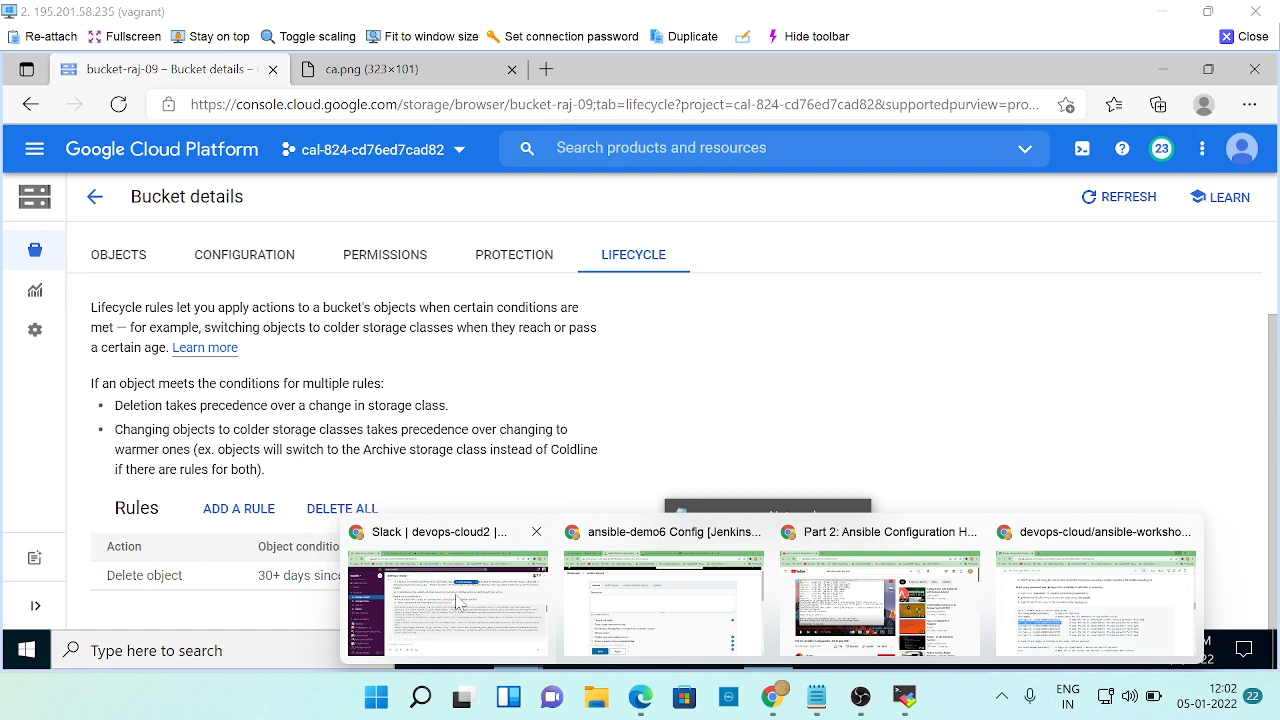 2. 195.201.58.235 (vagrant)
Re-attach Fullscreen Stay on top Toggle scaling Fit to window size Set connection password Duplicate Hide toolbar Close
bucket-raj-09 – Bucket details – ca.png (323×101)
https://console.cloud.google.com/storage/browser/bucket-raj-09;tab=lifecycle?project=cal-824-cd76ed7cad82&supportedpurview=pro...
Google Cloud Platform cal-824-cd76ed7cad82 Search products and resources 23
Bucket details REFRESH LEARN
OBJECTS CONFIGURATION PERMISSIONS PROTECTION LIFECYCLE
Lifecycle rules let you apply actions to a bucket's objects when certain conditions are
met — for example, switching objects to colder storage classes when they reach or pass
a certain age. Learn more
If an object meets the conditions for multiple rules:
• Deletion takes precedence over a change in storage class.
• Changing objects to colder storage classes takes precedence over changing to
warmer ones (ex. objects will switch to the Archive storage class instead of Coldline
if there are rules for both).
Rules ADD A RULE DELETE ALL
Slack | devops-cloud2 |... ansible-demo6 Config [Jenkins... Part 2: Ansible Configuration H... devops-cloud/ansible-worksho...
Action Object conditio
Delete object 30+ days sin
Type here to search
22
ENG
IN
12:02
05-01-2022
22